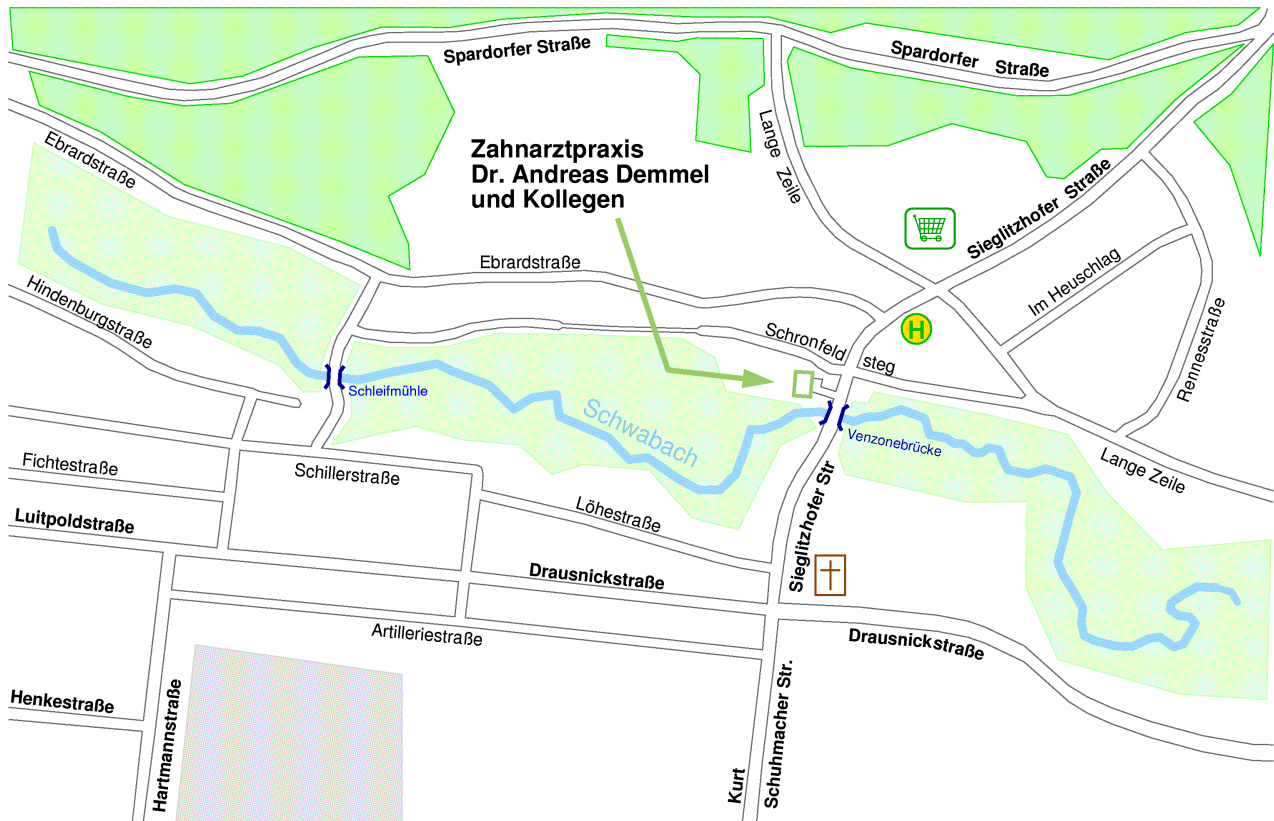 Spardorfer Straße
Spardorfer Straße
Ebrardstraße
Lange Zeile
Zahnarztpraxis
Dr. Andreas Demmel
und Kollegen
Sieglitzhofer Straße
Ebrardstraße
Im Heuschlag
Hindenburgstraße
H
Schronfeld
steg
Rennesstraße
Schleifmühle
Schwabach
Venzonebrücke
Lange Zeile
Fichtestraße
Schillerstraße
Löhestraße
Luitpoldstraße
Sieglitzhofer Str
Drausnickstraße
Artilleriestraße
Drausnickstraße
Henkestraße
Hartmannstraße
Kurt
Schuhmacher Str.